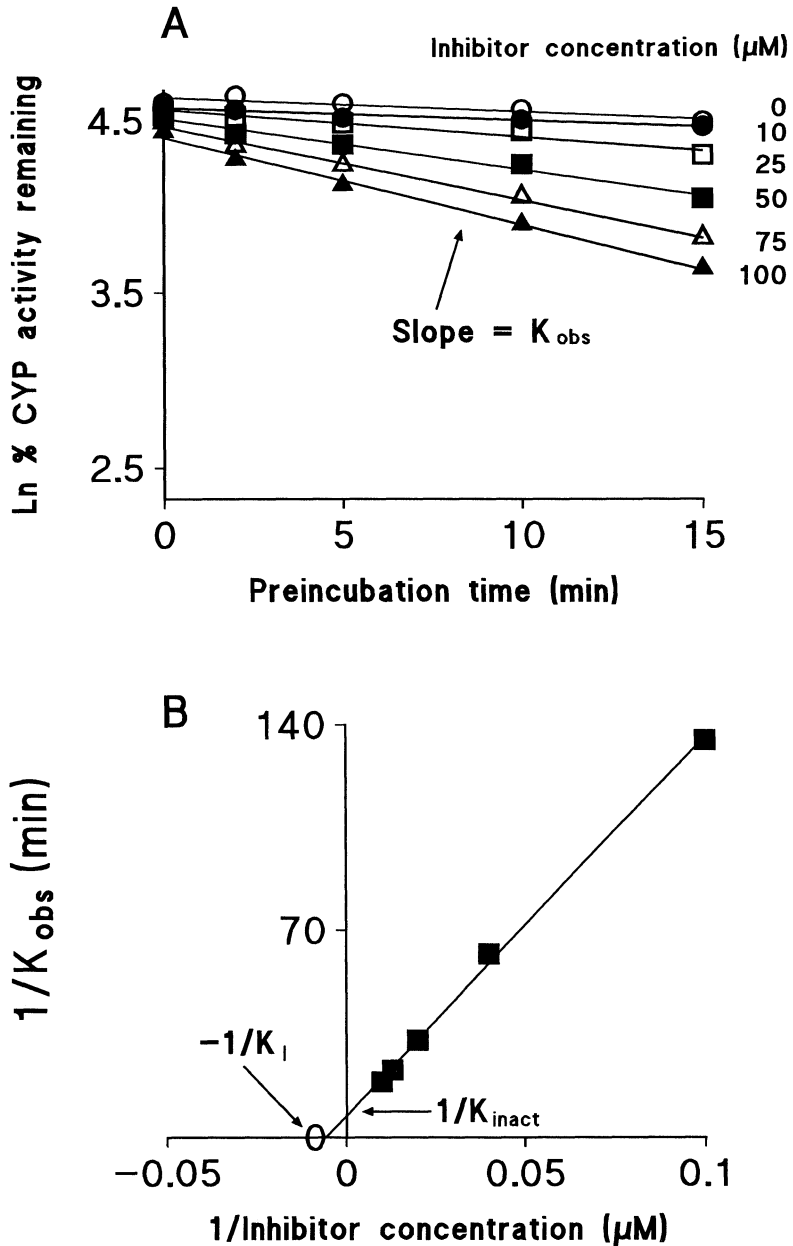 A
Inhibitor concentration (µM)
Ln % CYP activity remaining
4.5
3.5
2.5
0
10
25
50
75
100
Slope = K obs
0 5 10 15
Preincubation time (min)
B
1/K obs (min)
140
70
0
−1/K I
1/K inact
−0.05 0 0.05 0.1
1/Inhibitor concentration (µM)